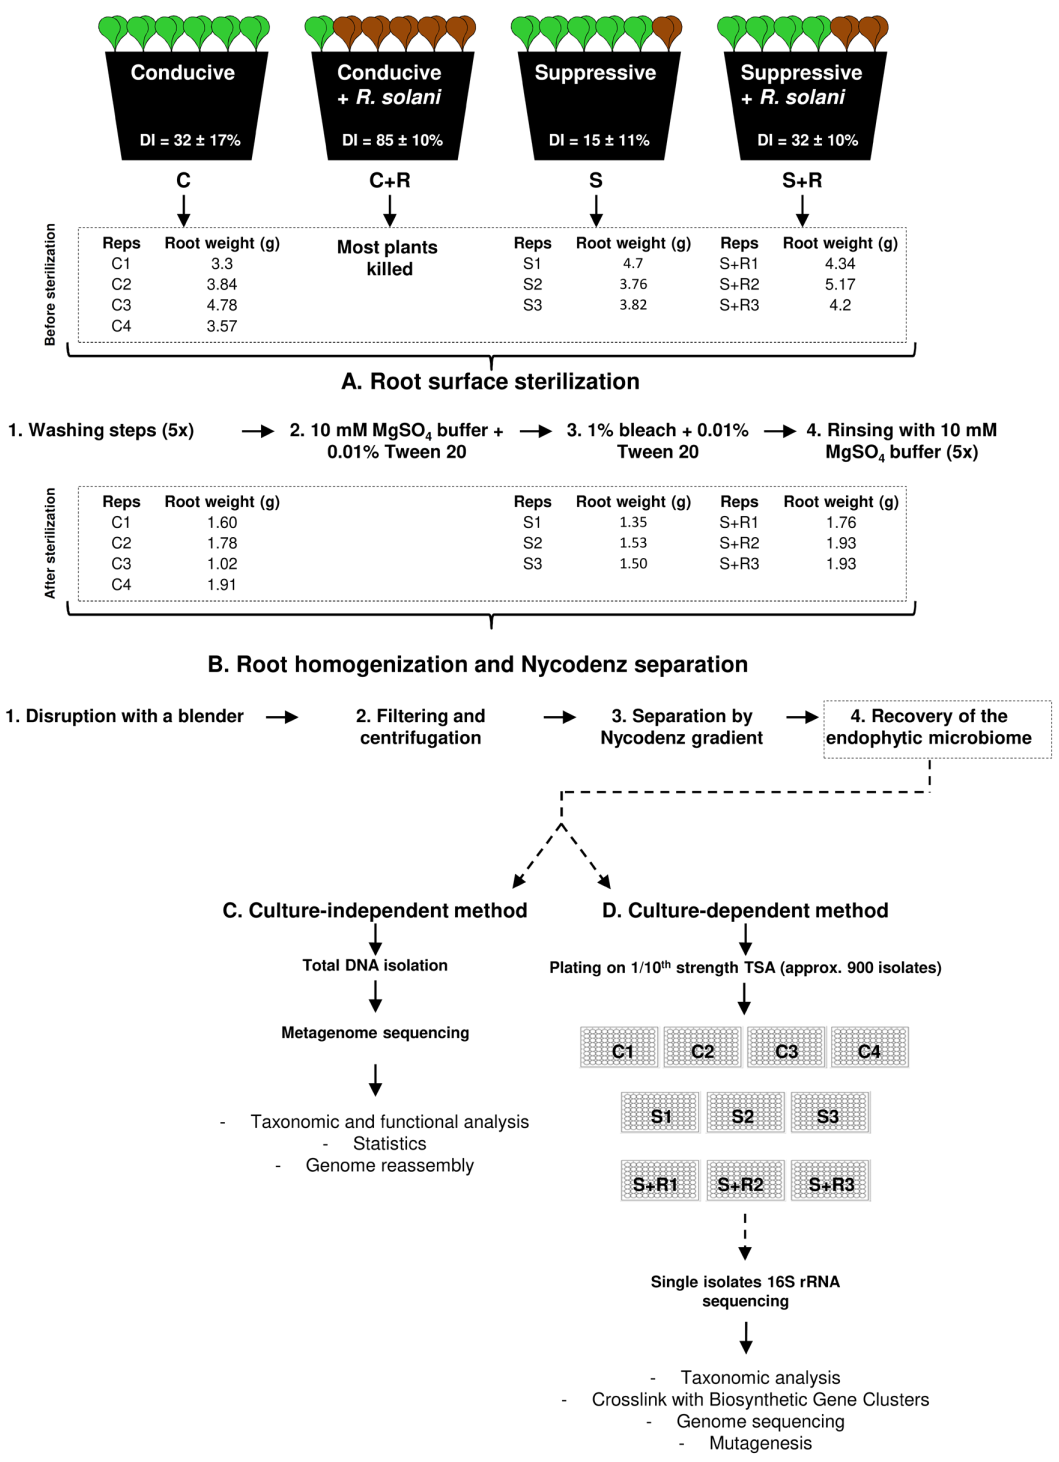 Conducive
DI = 32 ± 17%
Conducive
+ R. solani
DI = 85 ± 10%
Suppressive
DI = 15 ± 11%
Suppressive
+ R. solani
DI = 32 ± 10%
C
C+R
S
S+R
Before sterilization
Reps Root weight (g)
C1 3.3
C2 3.84
C3 4.78
C4 3.57
Most plants
killed
Reps Root weight (g)
S1 4.7
S2 3.76
S3 3.82
Reps Root weight (g)
S+R1 4.34
S+R2 5.17
S+R3 4.2
A. Root surface sterilization
1. Washing steps (5x)
2. 10 mM MgSO₄ buffer +
0.01% Tween 20
3. 1% bleach + 0.01%
Tween 20
4. Rinsing with 10 mM
MgSO₄ buffer (5x)
After sterilization
Reps Root weight (g)
C1 1.60
C2 1.78
C3 1.02
C4 1.91
Reps Root weight (g)
S1 1.35
S2 1.53
S3 1.50
Reps Root weight (g)
S+R1 1.76
S+R2 1.93
S+R3 1.93
B. Root homogenization and Nycodenz separation
1. Disruption with a blender
2. Filtering and
centrifugation
3. Separation by
Nycodenz gradient
4. Recovery of the
endophytic microbiome
C. Culture-independent method
Total DNA isolation
Metagenome sequencing
- Taxonomic and functional analysis
- Statistics
- Genome reassembly
D. Culture-dependent method
Plating on 1/10ᵗʰ strength TSA (approx. 900 isolates)
C1 C2 C3 C4
S1 S2 S3
S+R1 S+R2 S+R3
Single isolates 16S rRNA
sequencing
- Taxonomic analysis
- Crosslink with Biosynthetic Gene Clusters
- Genome sequencing
- Mutagenesis